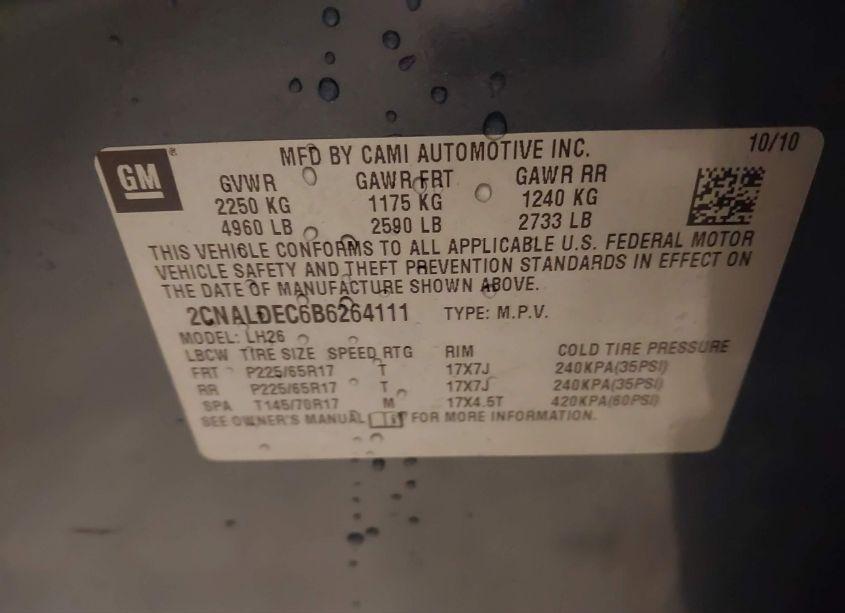 GM ®
MFD BY CAMI AUTOMOTIVE INC. 10/10
GVWR GAWR FRT GAWR RR
2250 KG 1175 KG 1240 KG
4960 LB 2590 LB 2733 LB
THIS VEHICLE CONFORMS TO ALL APPLICABLE U.S. FEDERAL MOTOR
VEHICLE SAFETY AND THEFT PREVENTION STANDARDS IN EFFECT ON
THE DATE OF MANUFACTURE SHOWN ABOVE.
2CNALDEC6B6264111 TYPE: M.P.V.
MODEL: LH26
LBCW TIRE SIZE SPEED RTG RIM COLD TIRE PRESSURE
FRT P225/65R17 T 17X7J 240KPA(35PSI)
RR P225/65R17 T 17X7J 240KPA(35PSI)
SPA T145/70R17 M 17X4.5T 420KPA(60PSI)
SEE OWNER'S MANUAL FOR MORE INFORMATION.